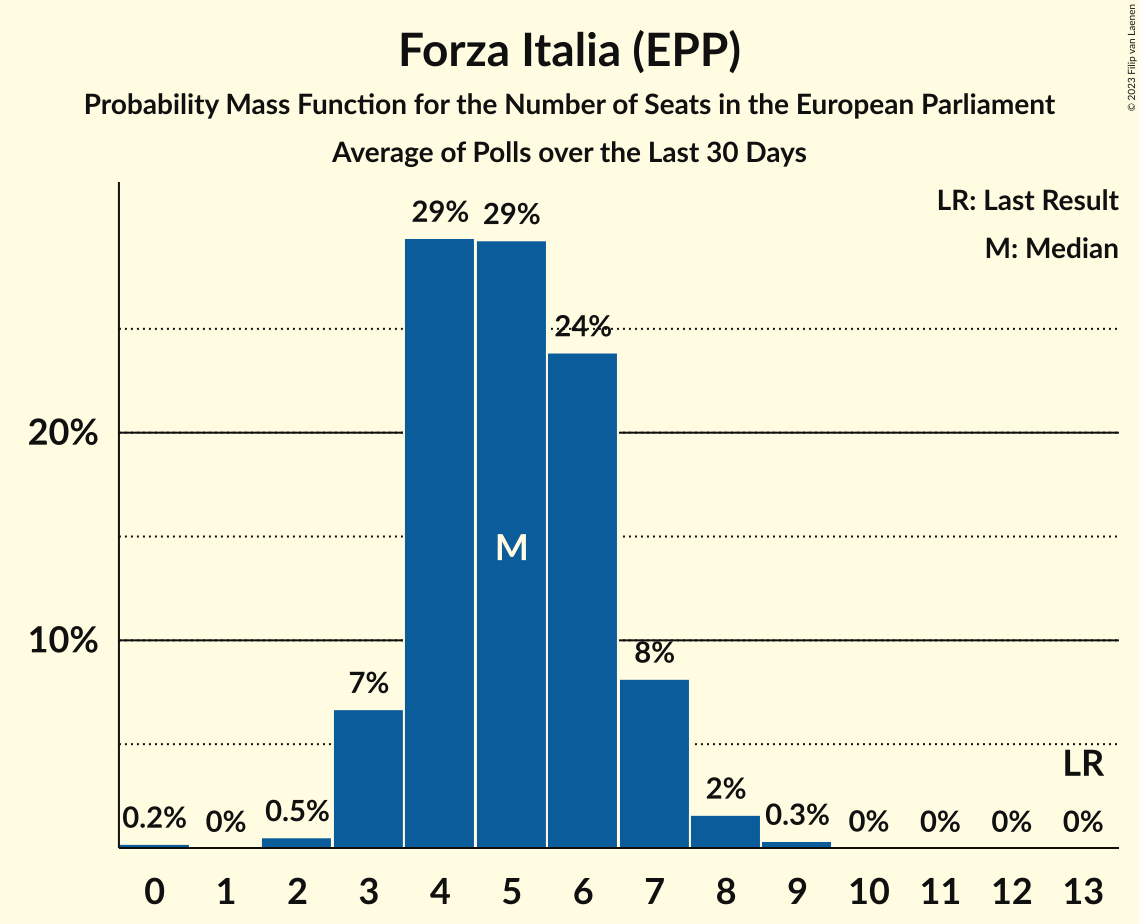 Forza Italia (EPP)
Probability Mass Function for the Number of Seats in the European Parliament
Average of Polls over the Last 30 Days
© 2023 Filip van Laenen
LR: Last Result
M: Median
29% 29%
24%
20%
M
10%
8%
7%
LR
2%
0.2% 0% 0.5% 0.3% 0% 0% 0% 0%
0 1 2 3 4 5 6 7 8 9 10 11 12 13